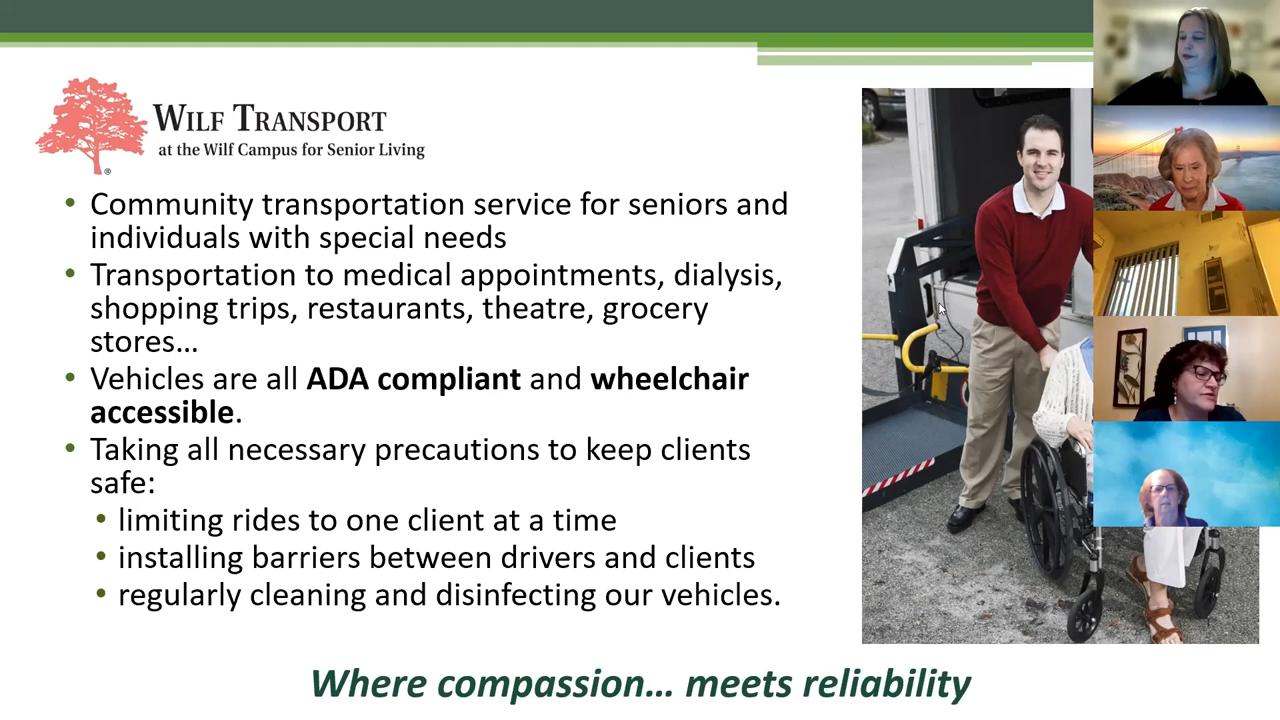 WILF TRANSPORT
at the Wilf Campus for Senior Living
®
• Community transportation service for seniors and
individuals with special needs
• Transportation to medical appointments, dialysis,
shopping trips, restaurants, theatre, grocery
stores…
• Vehicles are all ADA compliant and wheelchair
accessible.
• Taking all necessary precautions to keep clients
safe:
• limiting rides to one client at a time
• installing barriers between drivers and clients
• regularly cleaning and disinfecting our vehicles.
Where compassion… meets reliability